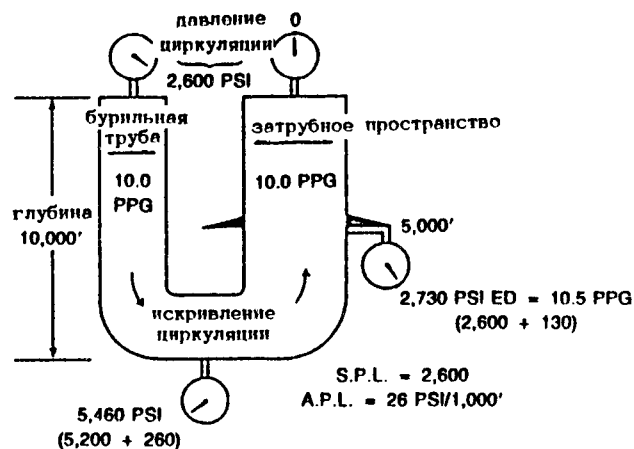 давление
циркуляции
2,600 PSI
0
бурильная
труба
затрубное пространство
10.0
PPG
10.0 PPG
глубина
10,000'
5,000'
2,730 PSI ED = 10.5 PPG
(2,600 + 130)
искривление
циркуляции
S.P.L. = 2,600
A.P.L. = 26 PSI/1,000'
5,460 PSI
(5,200 + 260)